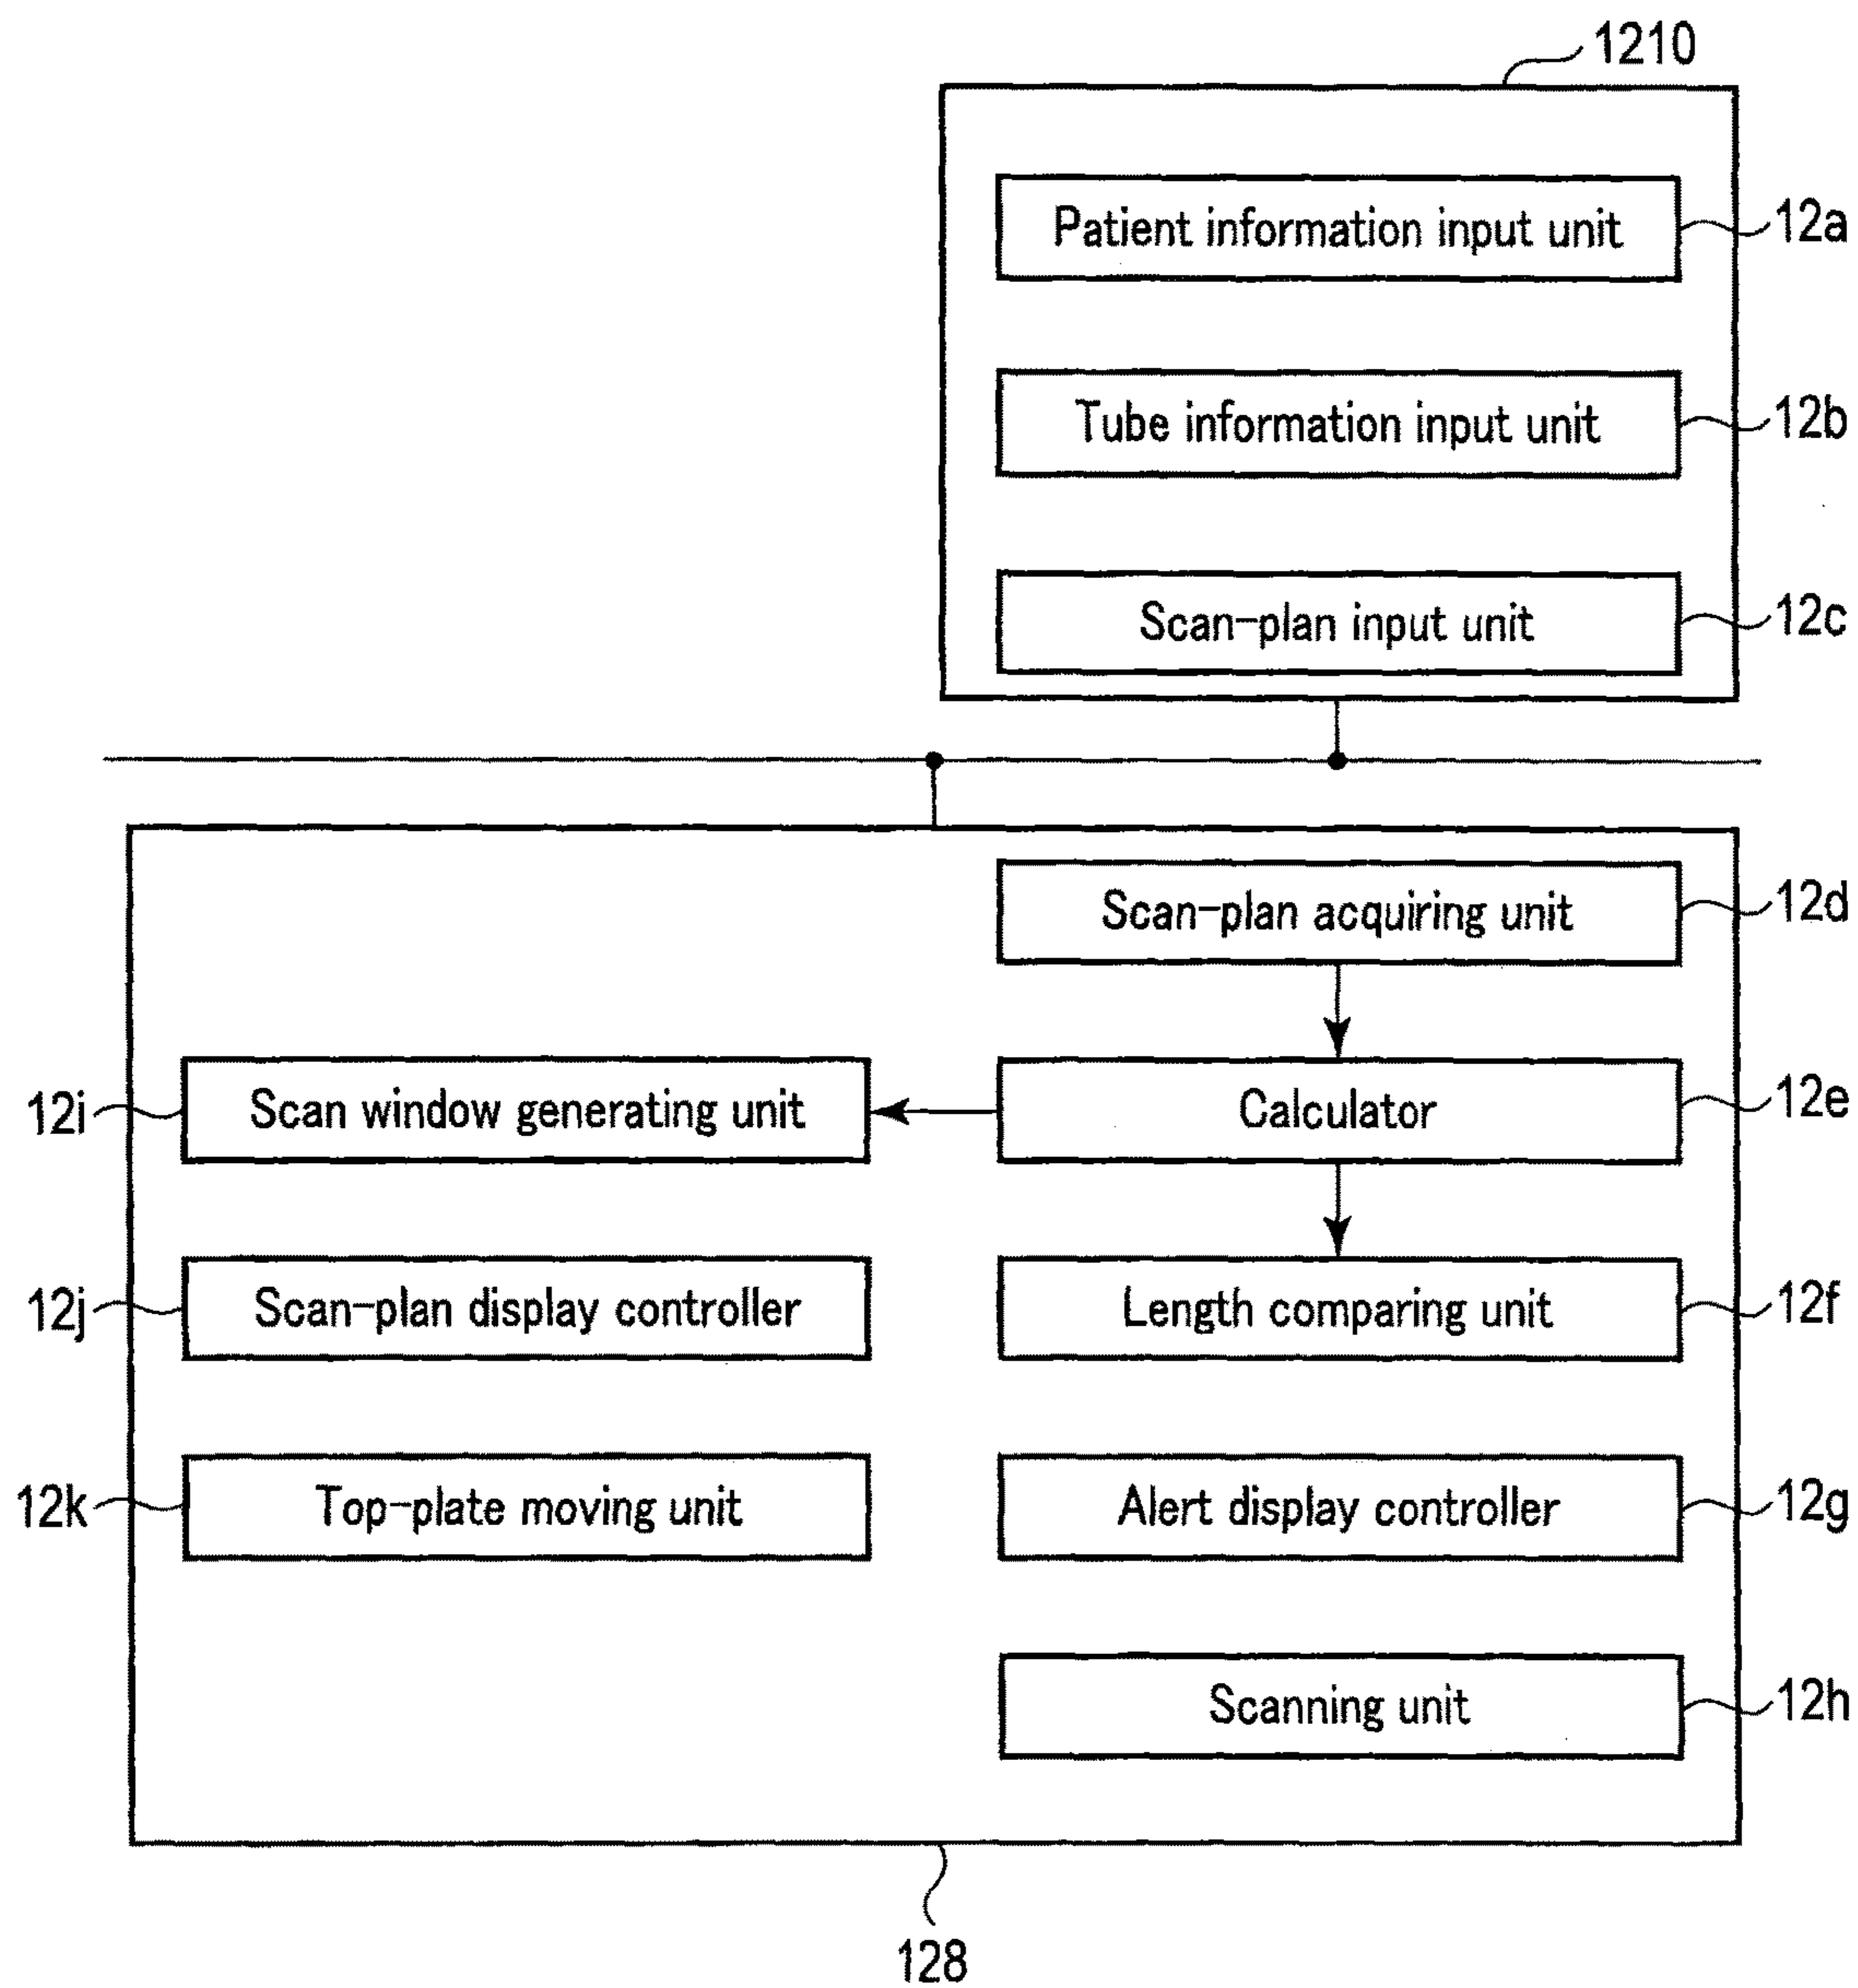 1210
Patient information input unit
12a
Tube information input unit
12b
Scan-plan input unit
12c
Scan-plan acquiring unit
12d
12i
Scan window generating unit
Calculator
12e
12j
Scan-plan display controller
Length comparing unit
12f
12k
Top-plate moving unit
Alert display controller
12g
Scanning unit
12h
128